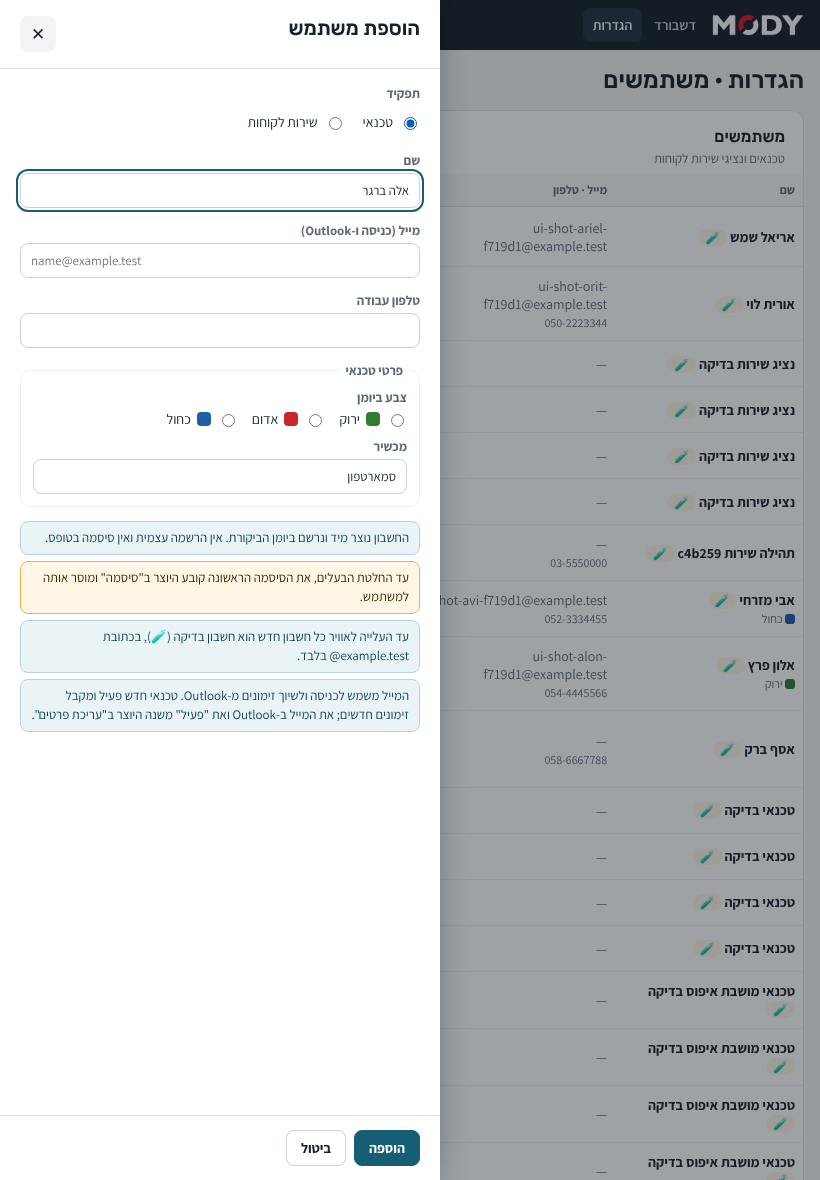 MODY
דשבורד
הגדרות
הגדרות • משתמשים
משתמשים
טכנאים ונציגי שירות לקוחות
שם
מייל · טלפון
אריאל שמש
ui-shot-ariel-
f719d1@example.test
אורית לוי
ui-shot-orit-
f719d1@example.test
050-2223344
נציג שירות בדיקה
—
נציג שירות בדיקה
—
נציג שירות בדיקה
—
נציג שירות בדיקה
—
תהילה שירות c4b259
—
03-5550000
אבי מזרחי
כחול
hot-avi-f719d1@example.test
052-3334455
אלון פרץ
ירוק
ui-shot-alon-
f719d1@example.test
054-4445566
אסף ברק
—
058-6667788
טכנאי בדיקה
—
טכנאי בדיקה
—
טכנאי בדיקה
—
טכנאי בדיקה
—
טכנאי מושבת איפוס בדיקה
—
טכנאי מושבת איפוס בדיקה
—
טכנאי מושבת איפוס בדיקה
—
טכנאי מושבת איפוס בדיקה
—
הוספת משתמש
✕
תפקיד
טכנאי
שירות לקוחות
שם
אלה ברגר
מייל (כניסה ו-Outlook)
name@example.test
טלפון עבודה
פרטי טכנאי
צבע ביומן
ירוק
אדום
כחול
מכשיר
סמארטפון
החשבון נוצר מיד ונרשם ביומן הביקורת. אין הרשמה עצמית ואין סיסמה בטופס.
עד החלטת הבעלים, את הסיסמה הראשונה קובע היוצר ב"סיסמה" ומוסר אותה
למשתמש.
עד העלייה לאוויר כל חשבון חדש הוא חשבון בדיקה (🧪), בכתובת
@example.test בלבד.
המייל משמש לכניסה ולשיוך זימונים מ-Outlook. טכנאי חדש פעיל ומקבל
זימונים חדשים; את המייל ב-Outlook ואת "פעיל" משנה היוצר ב"עריכת פרטים".
הוספה
ביטול